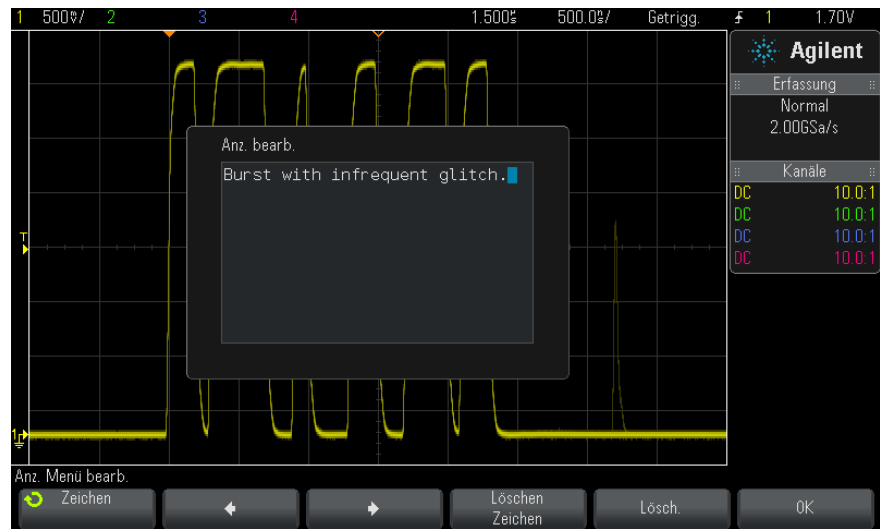 1 500㎷/ 2 3 4 1.500㎲ 500.0㎱/ Getrigg. 1 1.70V
Agilent
Erfassung
Normal
2.00GSa/s
Kanäle
DC 10.0:1
DC 10.0:1
DC 10.0:1
DC 10.0:1
Anz. bearb.
Burst with infrequent glitch.
T
1
Anz. Menü bearb.
Zeichen
Löschen
Zeichen
Lösch.
OK